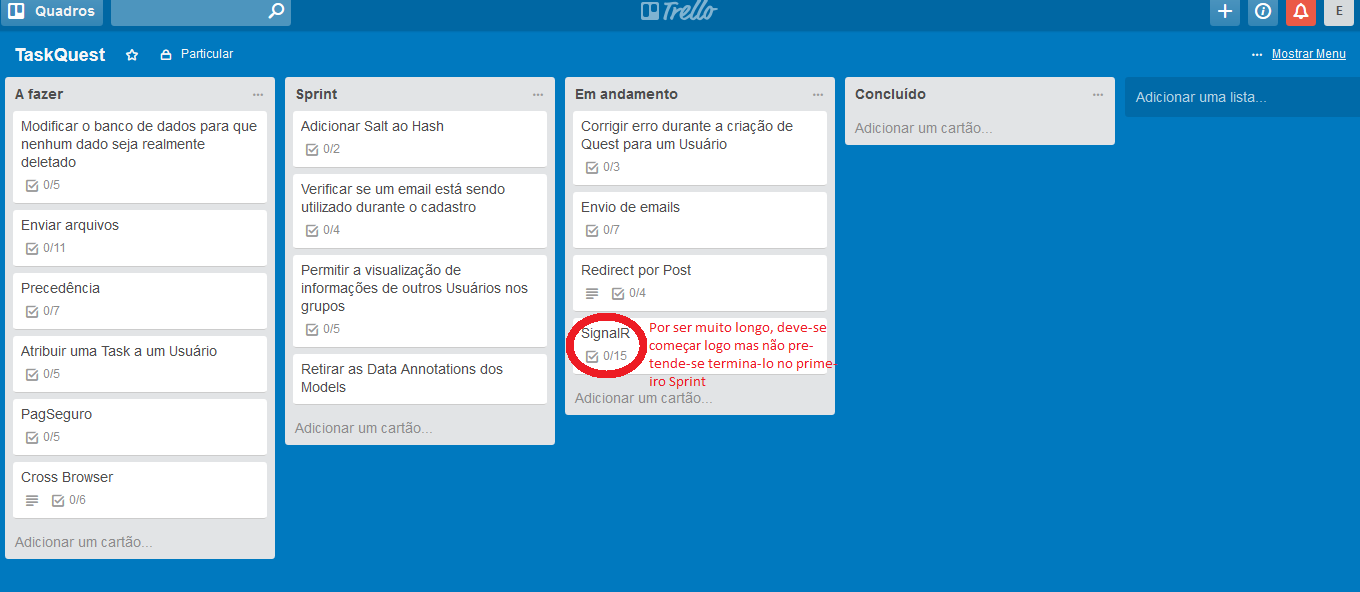 Quadros
Trello
E
TaskQuest
Particular
... Mostrar Menu
A fazer
...
Modificar o banco de dados para que
nenhum dado seja realmente
deletado
0/5
Enviar arquivos
0/11
Precedência
0/7
Atribuir uma Task a um Usuário
0/5
PagSeguro
0/5
Cross Browser
0/6
Adicionar um cartão...
Sprint
...
Adicionar Salt ao Hash
0/2
Verificar se um email está sendo
utilizado durante o cadastro
0/4
Permitir a visualização de
informações de outros Usuários nos
grupos
0/5
Retirar as Data Annotations dos
Models
Adicionar um cartão...
Em andamento
...
Corrigir erro durante a criação de
Quest para um Usuário
0/3
Envio de emails
0/7
Redirect por Post
0/4
SignalR
0/15
Por ser muito longo, deve-se
começar logo mas não pre-
tende-se termina-lo no prime-
iro Sprint
Adicionar um cartão...
Concluído
...
Adicionar um cartão...
Adicionar uma lista...